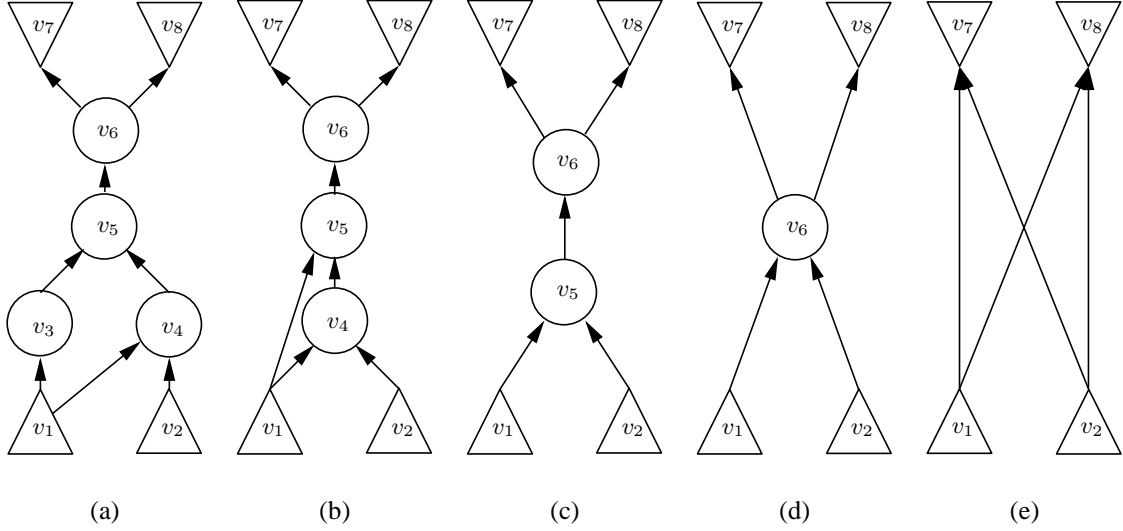 v7 v8 v7 v8 v7 v8 v7 v8 v7 v8
v6 v6
v6
v5 v5 v6
v5
v3 v4 v4
v1 v2 v1 v2 v1 v2 v1 v2 v1 v2
(a) (b) (c) (d) (e)